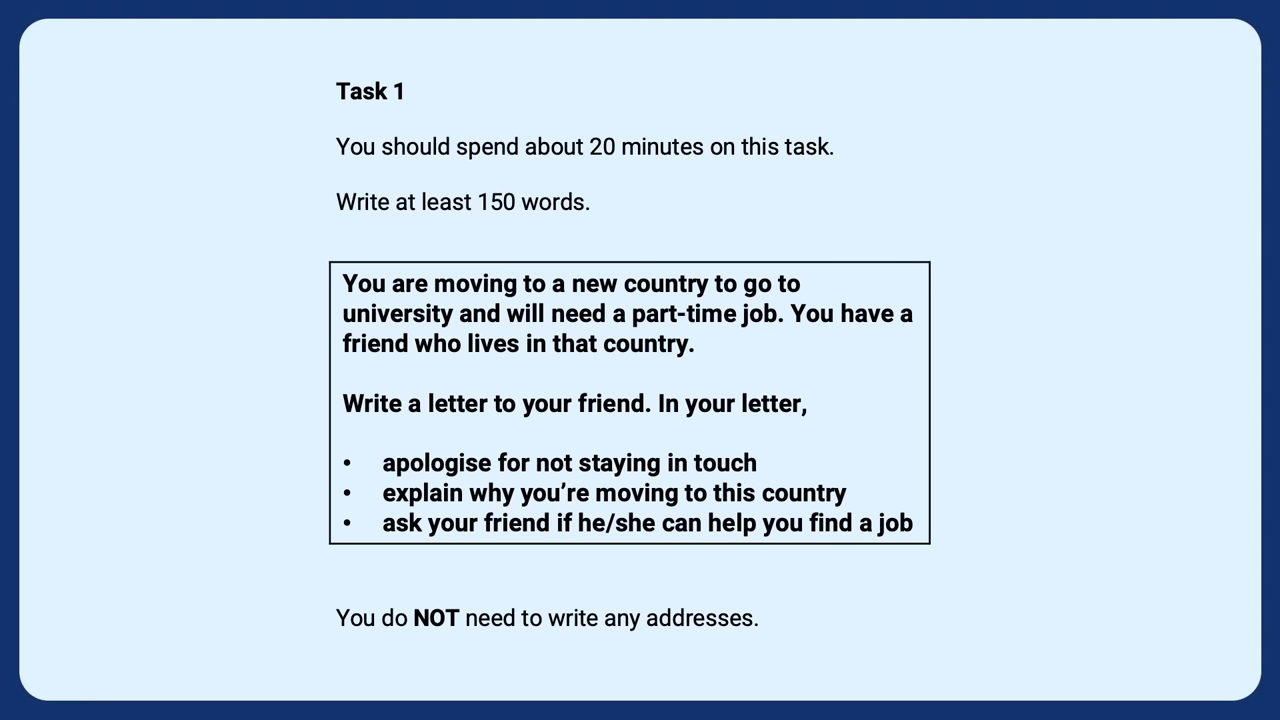 Task 1
You should spend about 20 minutes on this task.
Write at least 150 words.
You are moving to a new country to go to
university and will need a part-time job. You have a
friend who lives in that country.
Write a letter to your friend. In your letter,
• apologise for not staying in touch
• explain why you’re moving to this country
• ask your friend if he/she can help you find a job
You do NOT need to write any addresses.